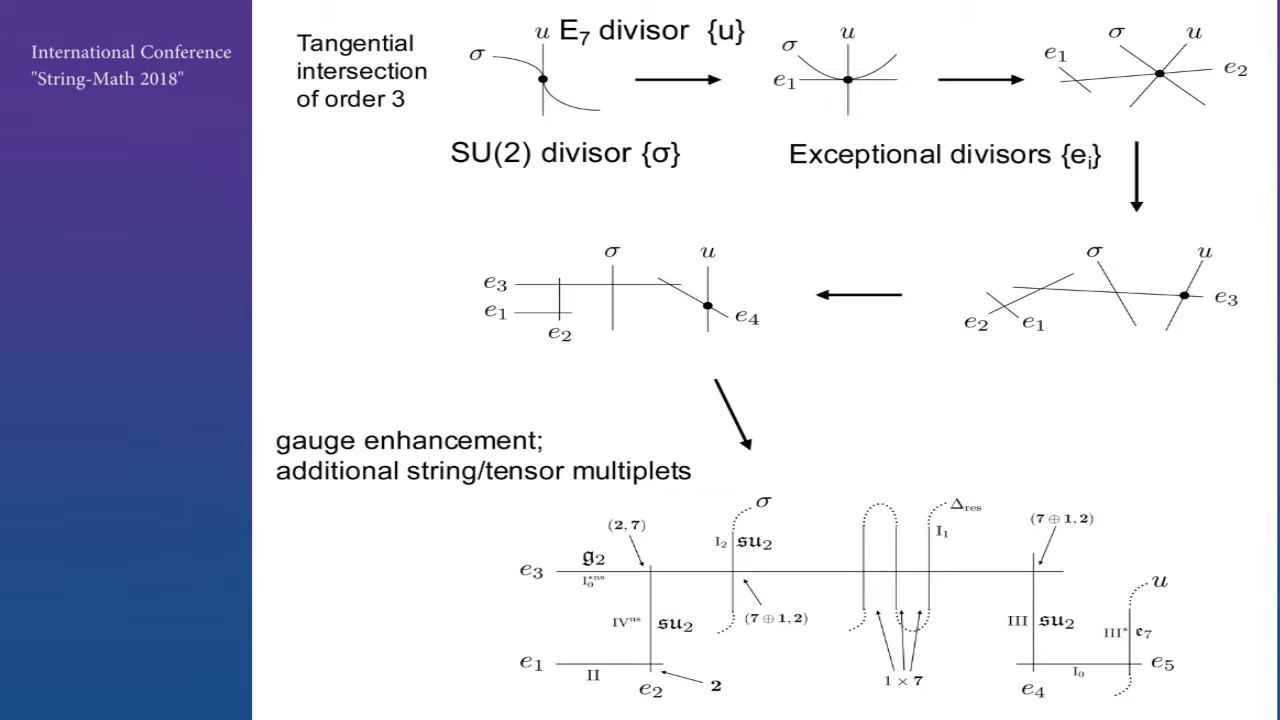 International Conference
"String-Math 2018"
Tangential
intersection
of order 3
σ
u E₇ divisor {u}
SU(2) divisor {σ}
σ
u
e₁
Exceptional divisors {eᵢ}
e₁
σ
u
e₂
σ
u
e₃
e₁
e₂
e₄
σ
u
e₃
e₂
e₁
gauge enhancement;
additional string/tensor multiplets
σ
Δres
(2, 7)
(7 ⊕ 1, 2)
I₂ 𝔰𝔲₂
I₁
𝔤₂
e₃
I₀*ns
u
(7 ⊕ 1, 2)
IVns 𝔰𝔲₂
III 𝔰𝔲₂
III* 𝔢₇
e₁
II
e₂
2
1 × 7
e₄
I₀
e₅